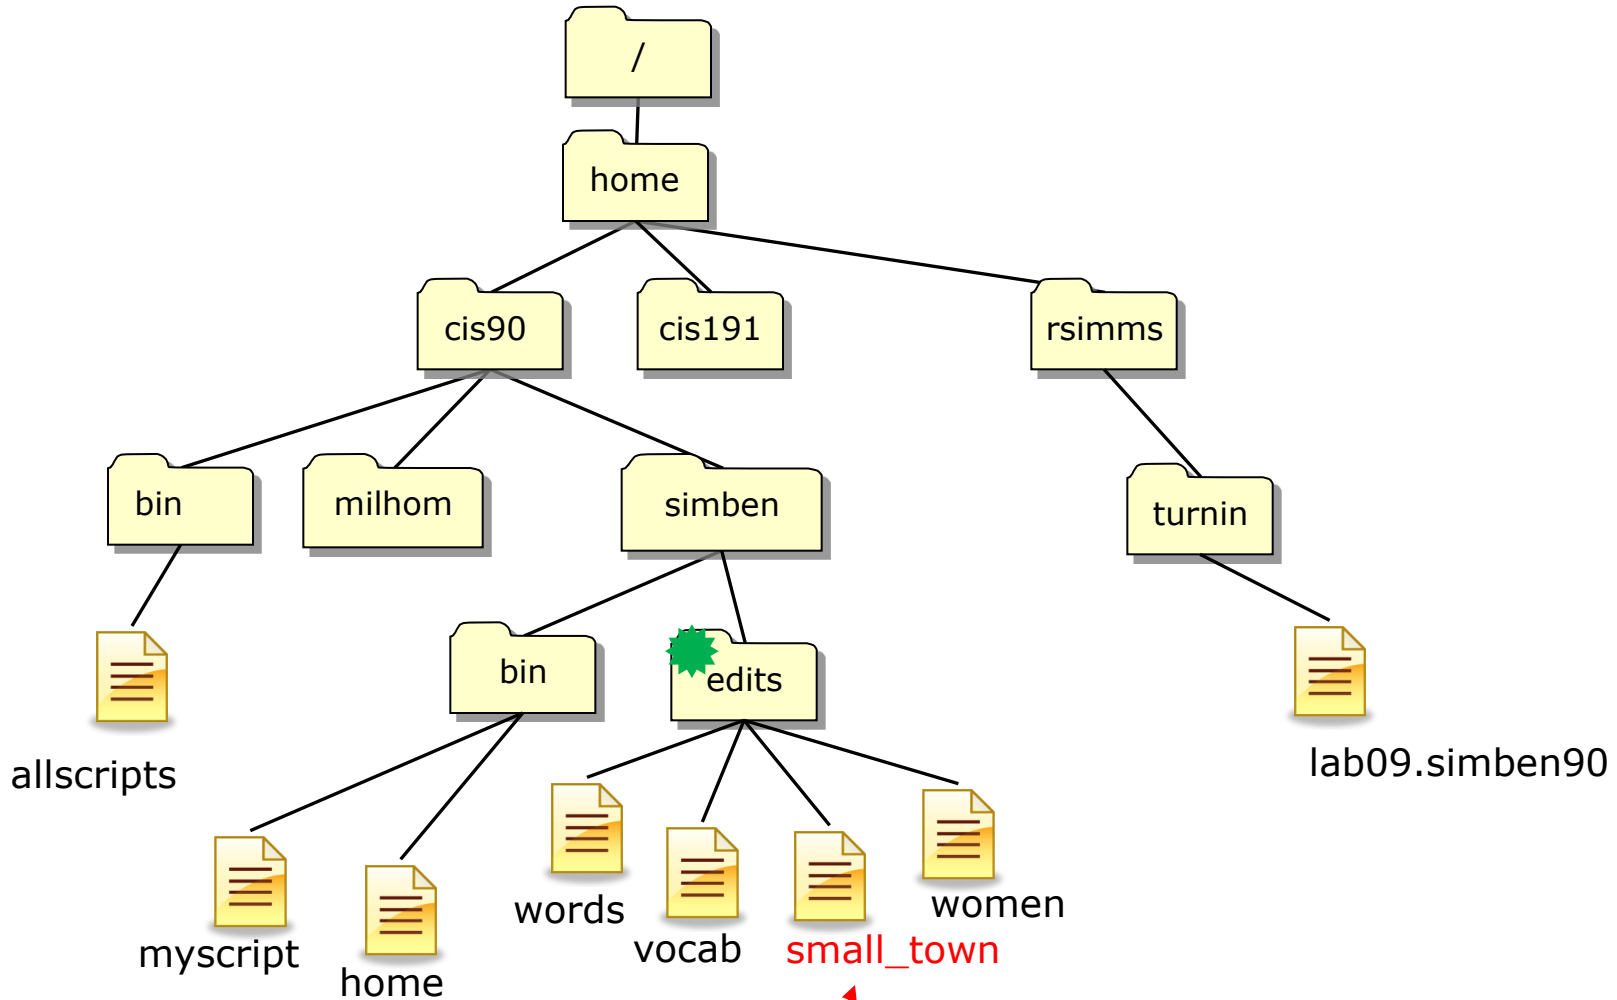 /
home
cis90
cis191
rsimms
bin
milhom
simben
turnin
bin
edits
allscripts
lab09.simben90
words
women
myscript
vocab
small_town
home